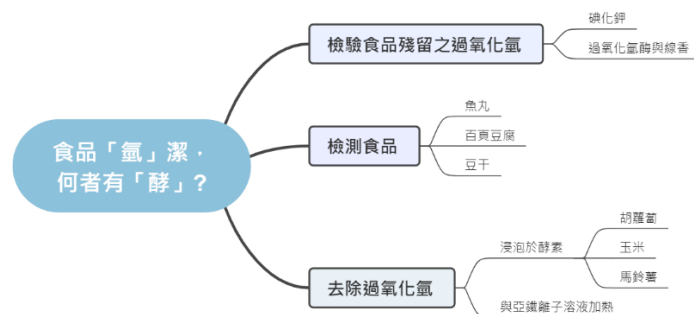 食品「氫」潔，
何者有「酵」?
檢驗食品殘留之過氧化氫
碘化鉀
過氧化氫酶與線香
檢測食品
魚丸
百頁豆腐
豆干
去除過氧化氫
浸泡於酵素
胡蘿蔔
玉米
馬鈴薯
與亞鐵離子溶液加熱